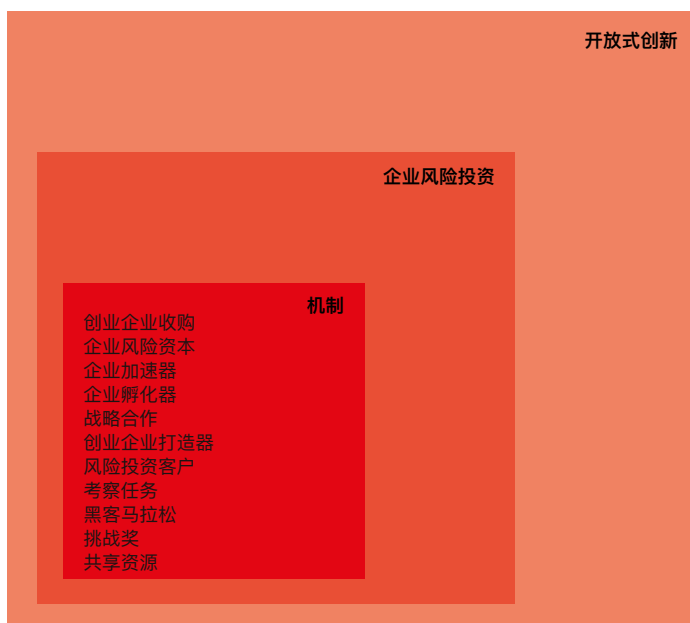 开放式创新
企业风险投资
机制
创业企业收购
企业风险资本
企业加速器
企业孵化器
战略合作
创业企业打造器
风险投资客户
考察任务
黑客马拉松
挑战奖
共享资源